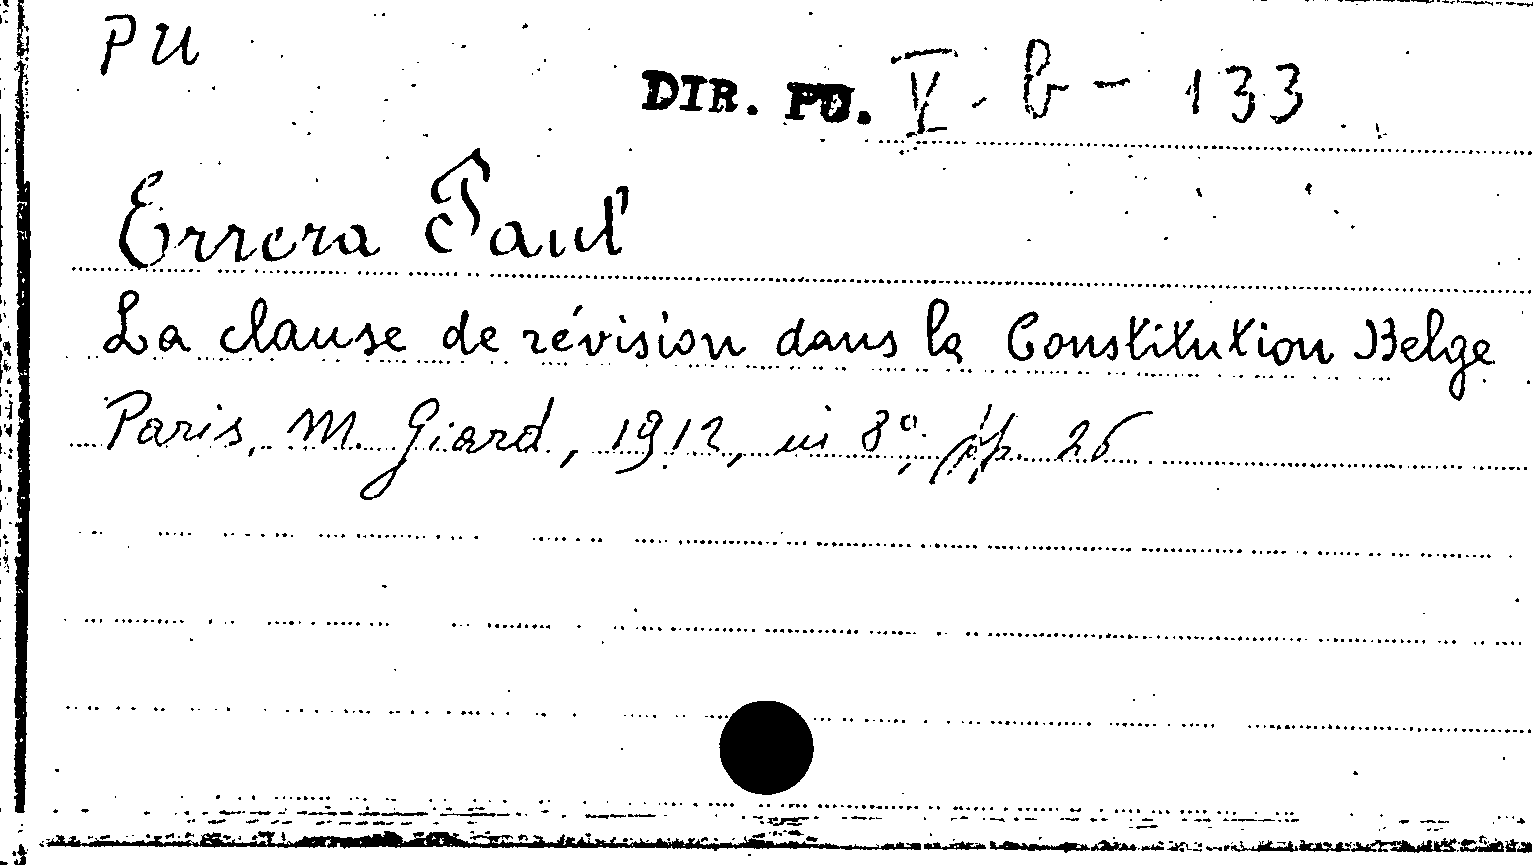 PU
DIR. PU. V. b - 133
Errera Paul
La clause de révision dans la Constitution Belge
Paris, M. Giard, 1912, in 8°, pp. 26